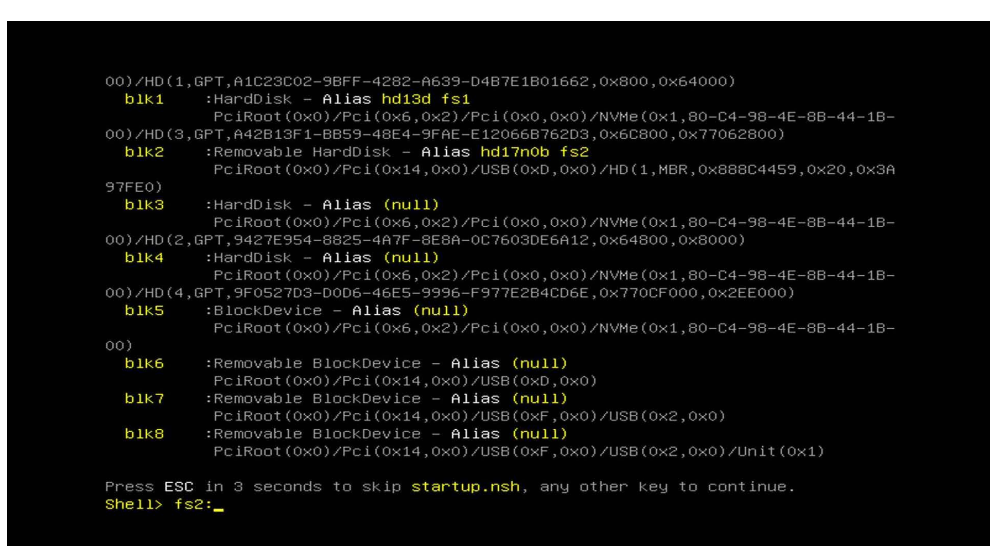 00)/HD(1,GPT,A1C23C02-9BFF-4282-A639-D4B7E1B01662,0x800,0x64000)
blk1 :HardDisk - Alias hd13d fs1
PciRoot(0x0)/Pci(0x6,0x2)/Pci(0x0,0x0)/NVMe(0x1,80-C4-98-4E-8B-44-1B-
00)/HD(3,GPT,A42B13F1-BB59-48E4-9FAE-E12066B762D3,0x6C800,0x77062800)
blk2 :Removable HardDisk - Alias hd17n0b fs2
PciRoot(0x0)/Pci(0x14,0x0)/USB(0xD,0x0)/HD(1,MBR,0x888C4459,0x20,0x3A
97FE0)
blk3 :HardDisk - Alias (null)
PciRoot(0x0)/Pci(0x6,0x2)/Pci(0x0,0x0)/NVMe(0x1,80-C4-98-4E-8B-44-1B-
00)/HD(2,GPT,9427E954-8825-4A7F-8E8A-0C7603DE6A12,0x64800,0x8000)
blk4 :HardDisk - Alias (null)
PciRoot(0x0)/Pci(0x6,0x2)/Pci(0x0,0x0)/NVMe(0x1,80-C4-98-4E-8B-44-1B-
00)/HD(4,GPT,9F0527D3-D0D6-46E5-9996-F977E2B4CD6E,0x770CF000,0x2EE000)
blk5 :BlockDevice - Alias (null)
PciRoot(0x0)/Pci(0x6,0x2)/Pci(0x0,0x0)/NVMe(0x1,80-C4-98-4E-8B-44-1B-
00)
blk6 :Removable BlockDevice - Alias (null)
PciRoot(0x0)/Pci(0x14,0x0)/USB(0xD,0x0)
blk7 :Removable BlockDevice - Alias (null)
PciRoot(0x0)/Pci(0x14,0x0)/USB(0xF,0x0)/USB(0x2,0x0)
blk8 :Removable BlockDevice - Alias (null)
PciRoot(0x0)/Pci(0x14,0x0)/USB(0xF,0x0)/USB(0x2,0x0)/Unit(0x1)
Press ESC in 3 seconds to skip startup.nsh, any other key to continue.
Shell> fs2:_